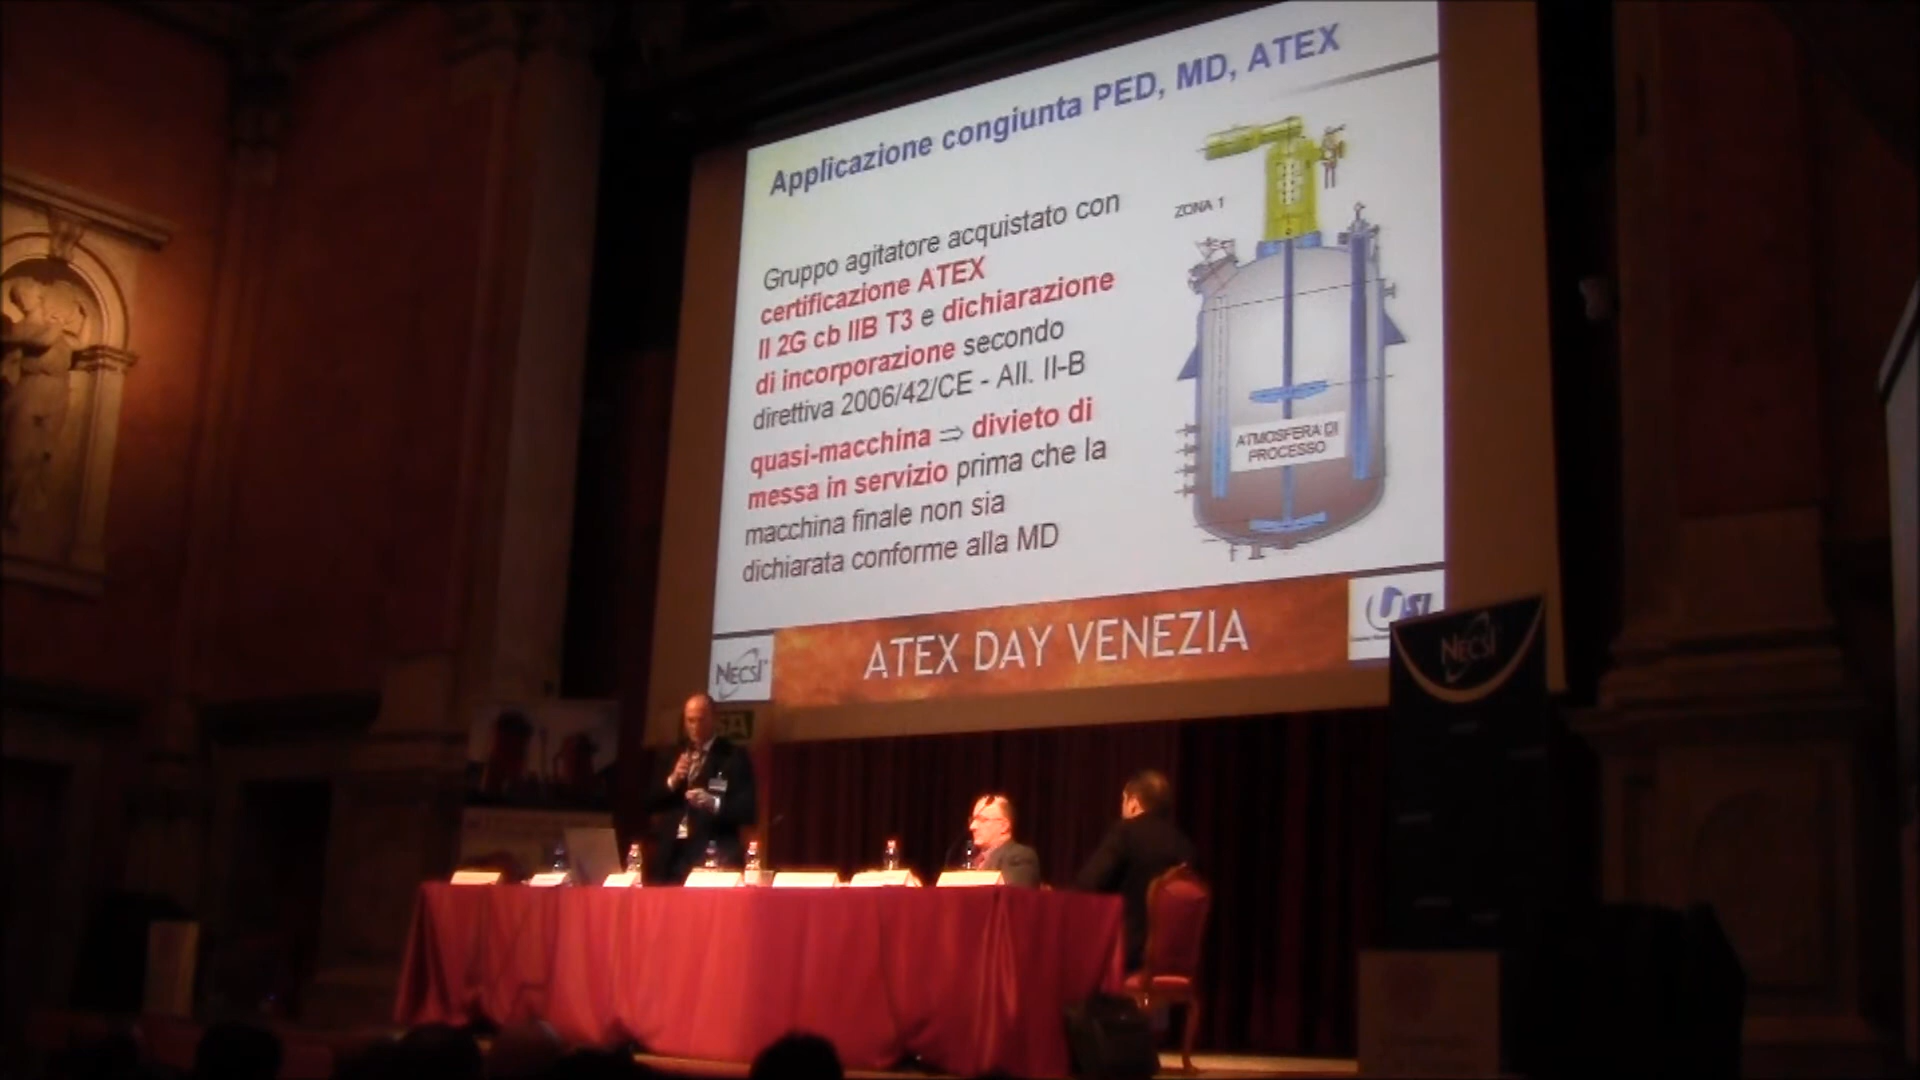 Applicazione congiunta PED, MD, ATEX
Gruppo agitatore acquistato con
certificazione ATEX
II 2G cb IIB T3 e dichiarazione
di incorporazione secondo
direttiva 2006/42/CE - All. II-B
quasi-macchina ⇒ divieto di
messa in servizio prima che la
macchina finale non sia
dichiarata conforme alla MD
ZONA 1
ATMOSFERA DI
PROCESSO
NECSI
ATEX DAY VENEZIA
NECSI